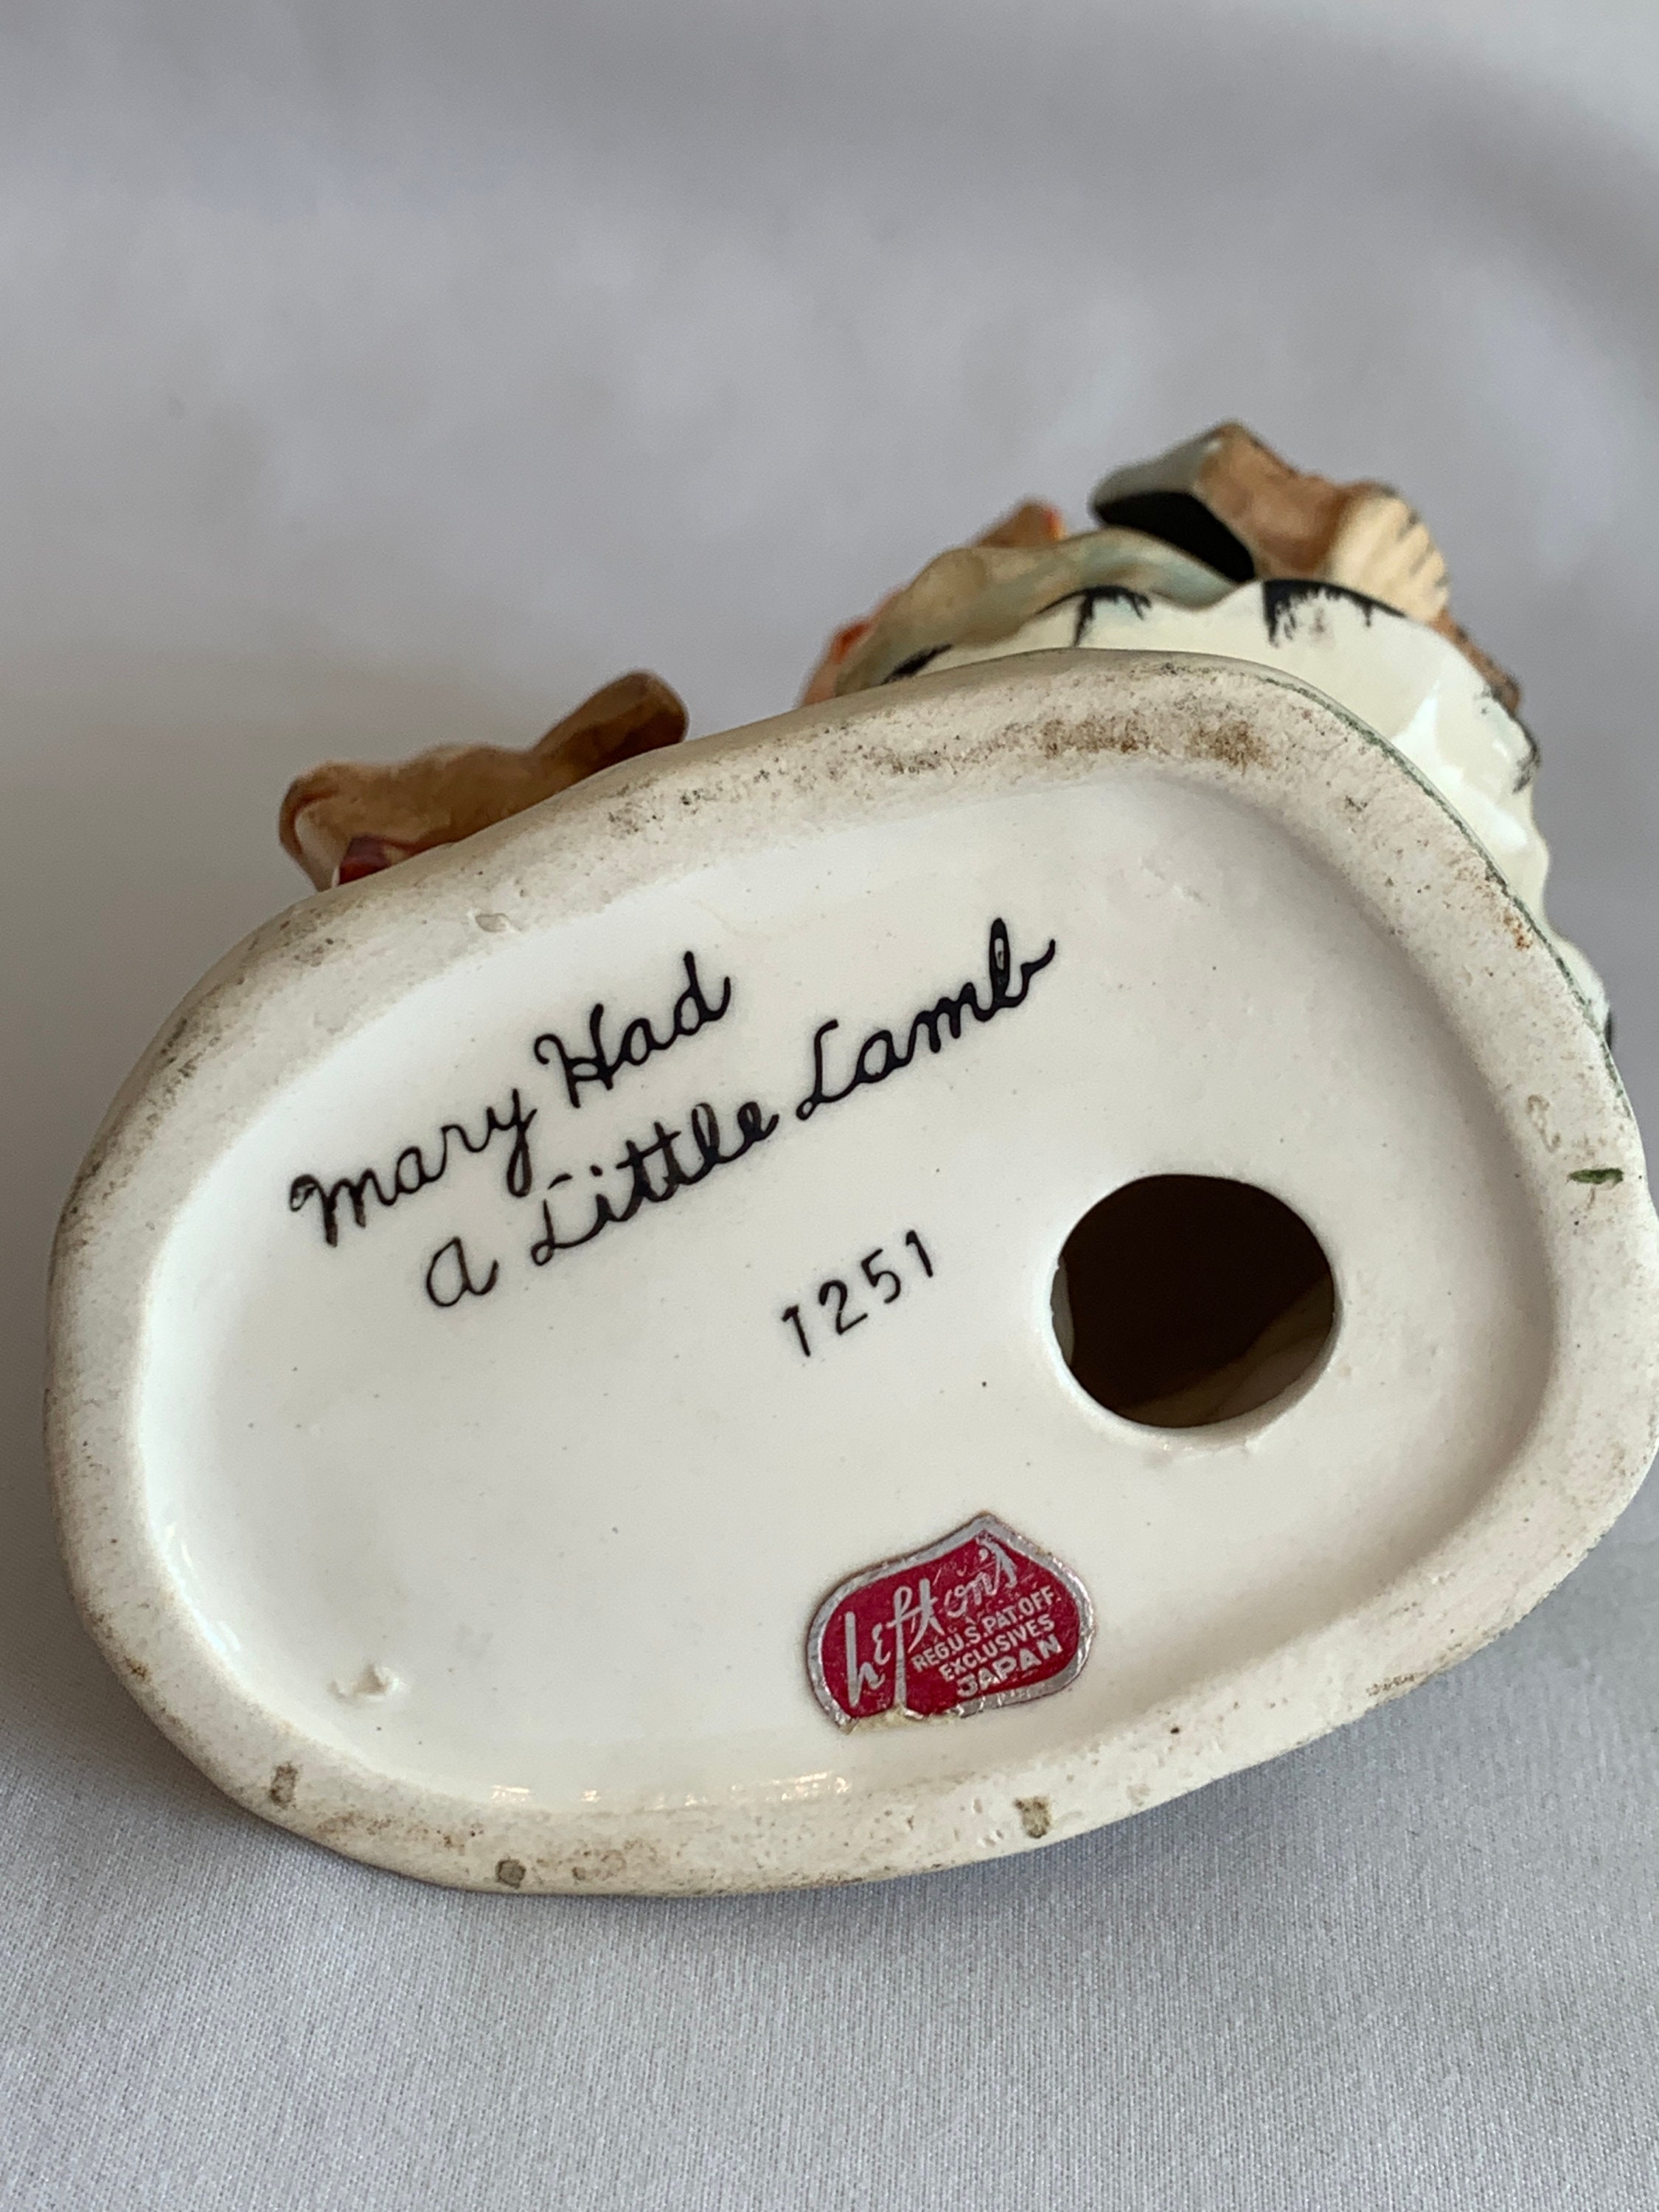 Mary Had
A Little Lamb
1251
Lefton's
REG.U.S.PAT.OFF.
EXCLUSIVES
JAPAN